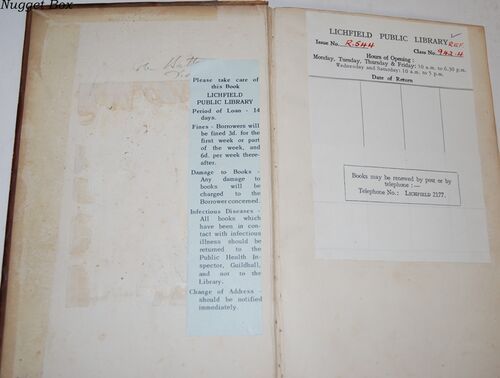 Nugget Box
Please take care of
this Book
LICHFIELD
PUBLIC LIBRARY
Period of Loan - 14
days.
Fines - Borrowers will
be fined 3d. for the
first week or part
of the week, and
6d. per week there-
after.
Damage to Books -
Any damage to
books will be
charged to the
Borrower concerned.
Infectious Diseases -
All books which
have been in con-
tact with infectious
illness should be
returned to the
Public Health In-
spector, Guildhall,
and not to the
Library.
Change of Address -
should be notified
immediately.
LICHFIELD PUBLIC LIBRARY
REF.
Issue No. R.544 Class No. 942.4
Hours of Opening:
Monday, Tuesday, Thursday & Friday: 10 a.m. to 6.30 p.m.
Wednesday and Saturday: 10 a.m. to 5 p.m.
Date of Return
Books may be renewed by post or by
telephone:—
Telephone No.: LICHFIELD 2177.